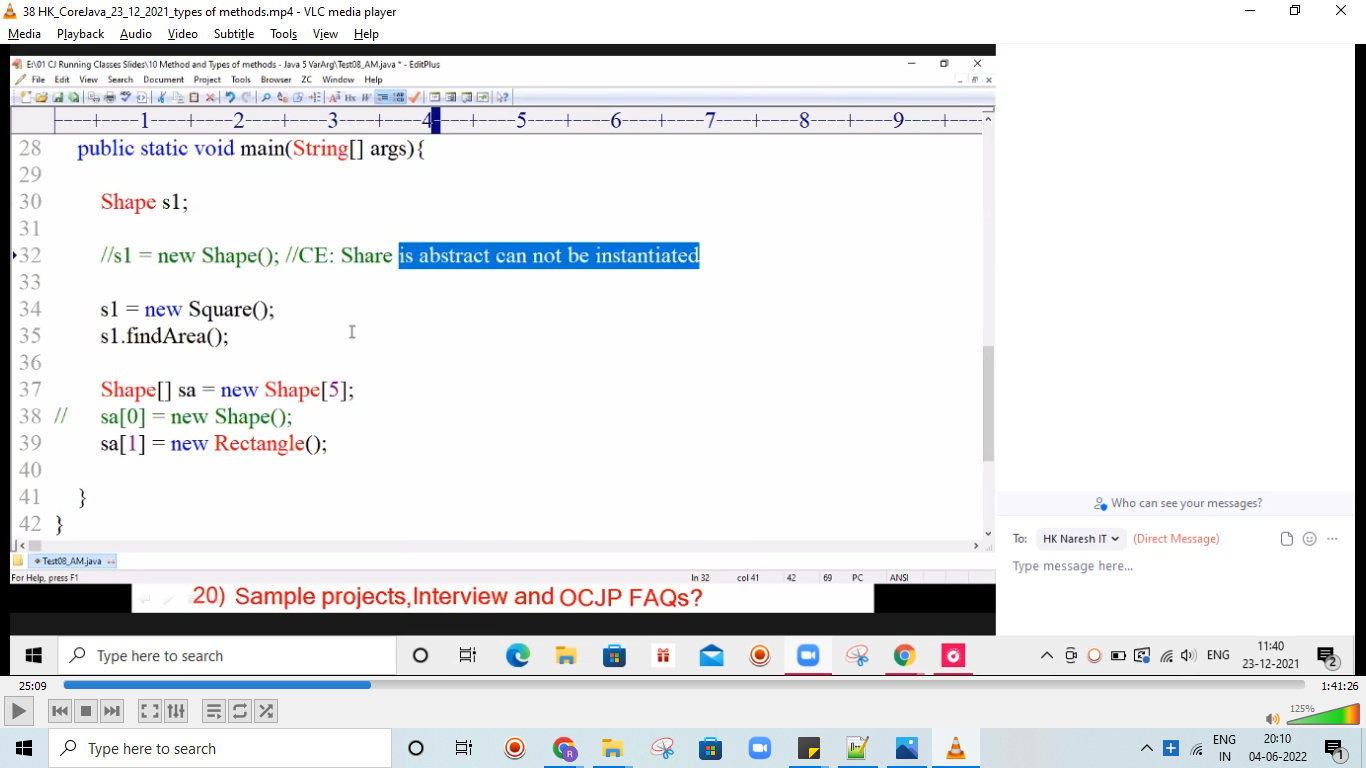 38 HK_CoreJava_23_12_2021_types of methods.mp4 - VLC media player
Media Playback Audio Video Subtitle Tools View Help
E:\01 CJ Running Classes Slides\10 Method and Types of methods - Java 5 VarArg\Test08_AM.java * - EditPlus
File Edit View Search Document Project Tools Browser ZC Window Help
----+----1----+----2----+----3----+----4----+----5----+----6----+----7----+----8----+----9----+----
28 public static void main(String[] args){
29
30 Shape s1;
31
32 //s1 = new Shape(); //CE: Share is abstract can not be instantiated
33
34 s1 = new Square();
35 s1.findArea();
36
37 Shape[] sa = new Shape[5];
38 // sa[0] = new Shape();
39 sa[1] = new Rectangle();
40
41 }
42 }
Test08_AM.java
For Help, press F1 ln 32 col 41 42 69 PC ANSI
20) Sample projects,Interview and OCJP FAQs?
Who can see your messages?
To: HK Naresh IT (Direct Message)
Type message here...
Type here to search
ENG
11:40
23-12-2021
2
25:09
1:41:26
125%
Type here to search
R
ENG
IN
20:10
04-06-2022
1